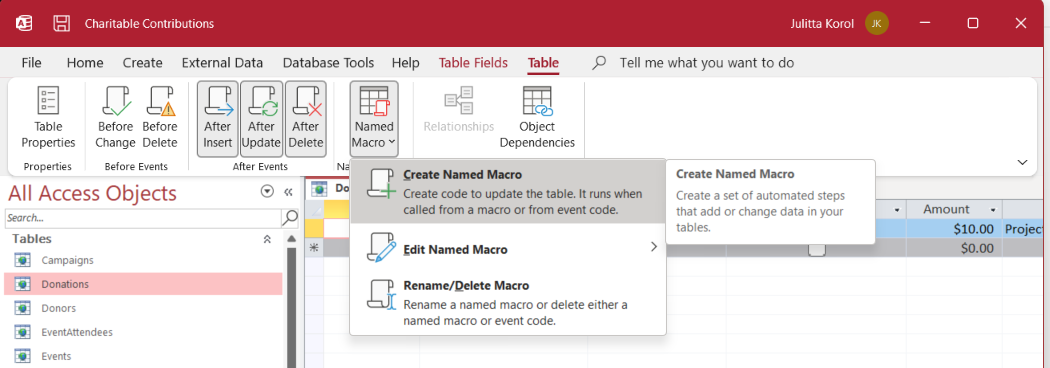 Charitable Contributions
Julitta Korol JK
File Home Create External Data Database Tools Help Table Fields Table Tell me what you want to do
Table Properties
Before Change
Before Delete
After Insert
After Update
After Delete
Named Macro
Relationships
Object Dependencies
Properties
Before Events
After Events
Na
All Access Objects
Search...
Tables
Campaigns
Donations
Donors
EventAttendees
Events
Do
Create Named Macro
Create code to update the table. It runs when
called from a macro or from event code.
Edit Named Macro
Rename/Delete Macro
Rename a named macro or delete either a
named macro or event code.
Create Named Macro
Create a set of automated steps
that add or change data in your
tables.
Amount
$10.00 Project
$0.00